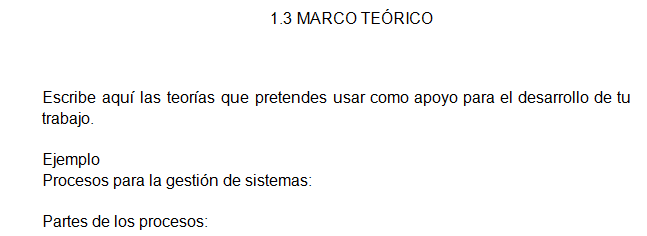 1.3 MARCO TEÓRICO
Escribe aquí las teorías que pretendes usar como apoyo para el desarrollo de tu
trabajo.
Ejemplo
Procesos para la gestión de sistemas:
Partes de los procesos: